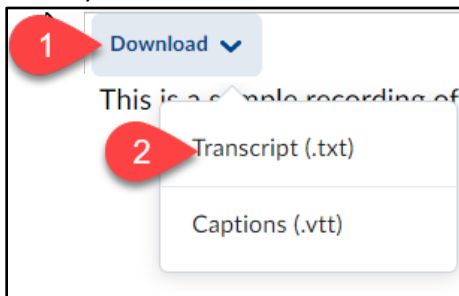 1
Download
This is a sample recording of
2
Transcript (.txt)
Captions (.vtt)